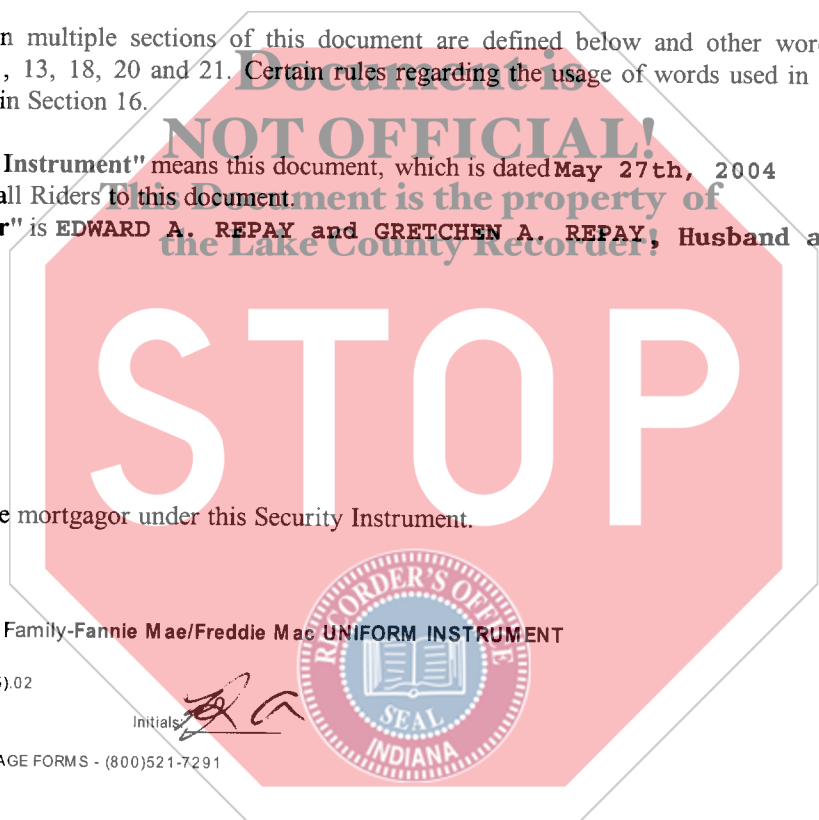 n multiple sections of this document are defined below and other wor
Document is
, 13, 18, 20 and 21. Certain rules regarding the usage of words used in
in Section 16.
NOT OFFICIAL!
Instrument" means this document, which is dated May 27th, 2004
all Riders to this document.
This Document is the property of
r" is EDWARD A. REPAY and GRETCHEN A. REPAY, Husband a
the Lake County Recorder!
STOP
e mortgagor under this Security Instrument.
RECORDER'S OFFICE
Family-Fannie Mae/Freddie Mac UNIFORM INSTRUMENT
).02
Initials:
SEAL
INDIANA
AGE FORMS - (800)521-7291